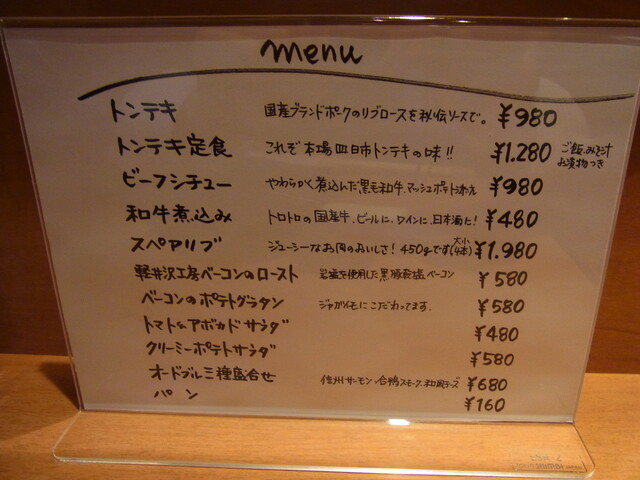 menu
トンテキ 国産ブランドポークのリブロースを秘伝ソースで。 ¥980
トンテキ定食 これぞ本場四日市トンテキの味!! ¥1.280 ご飯、みそ汁 お漬物つき
ビーフシチュー やわらかく煮込んだ黒毛和牛、マッシュポテト添え ¥980
和牛煮込み トロトロの国産牛、ビールに、ワインに、日本酒に! ¥480
スペアリブ ジューシーなお肉のおいしさ!450gです(大小4本) ¥1.980
軽井沢工房ベーコンのロースト 岩塩を使用した黒豚乾塩ベーコン ¥580
ベーコンのポテトグラタン ジャガイモにこだわってます。 ¥580
トマト&アボカドサラダ ¥480
クリーミーポテトサラダ ¥580
オードブル三種盛合せ 信州サーモン、合鴨スモーク、和風チーズ ¥680
パン ¥160